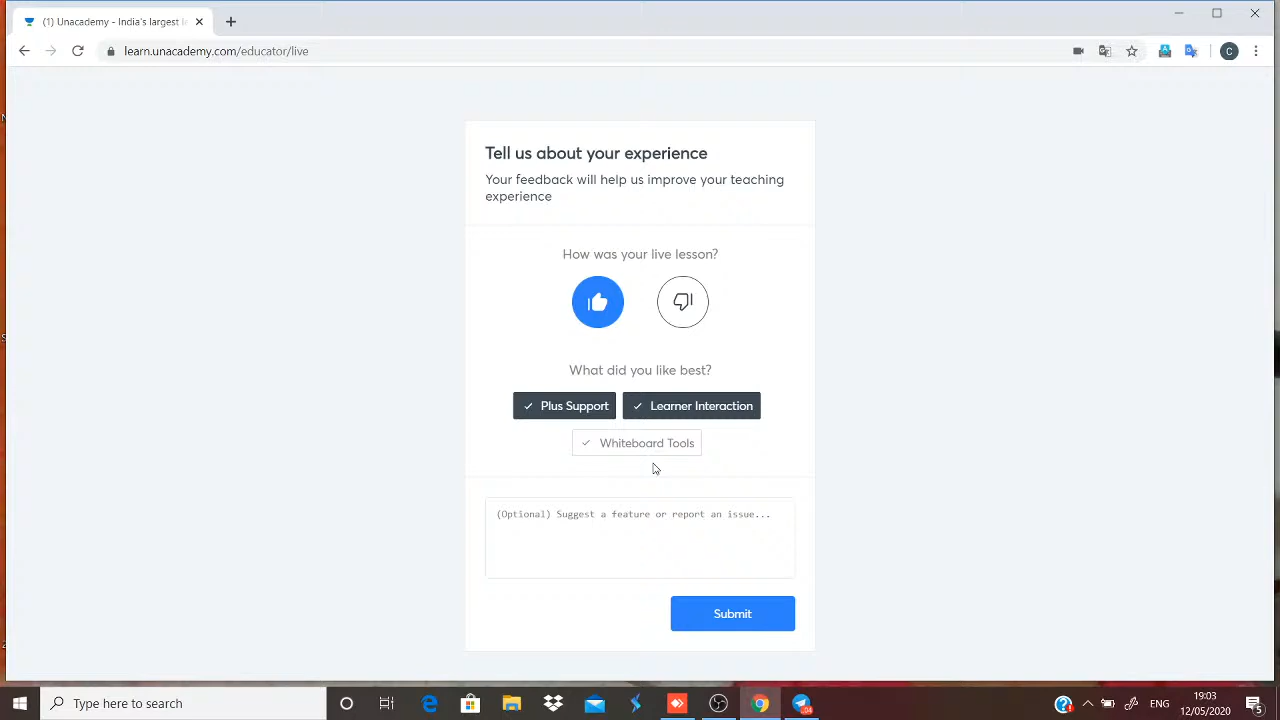 (1) Unacademy - India's largest l
learn.unacademy.com/educator/live
C
Tell us about your experience
Your feedback will help us improve your teaching
experience
How was your live lesson?
What did you like best?
Plus Support
Learner Interaction
Whiteboard Tools
(Optional) Suggest a feature or report an issue...
Submit
Type here to search
ENG
19:03
12/05/2020
5